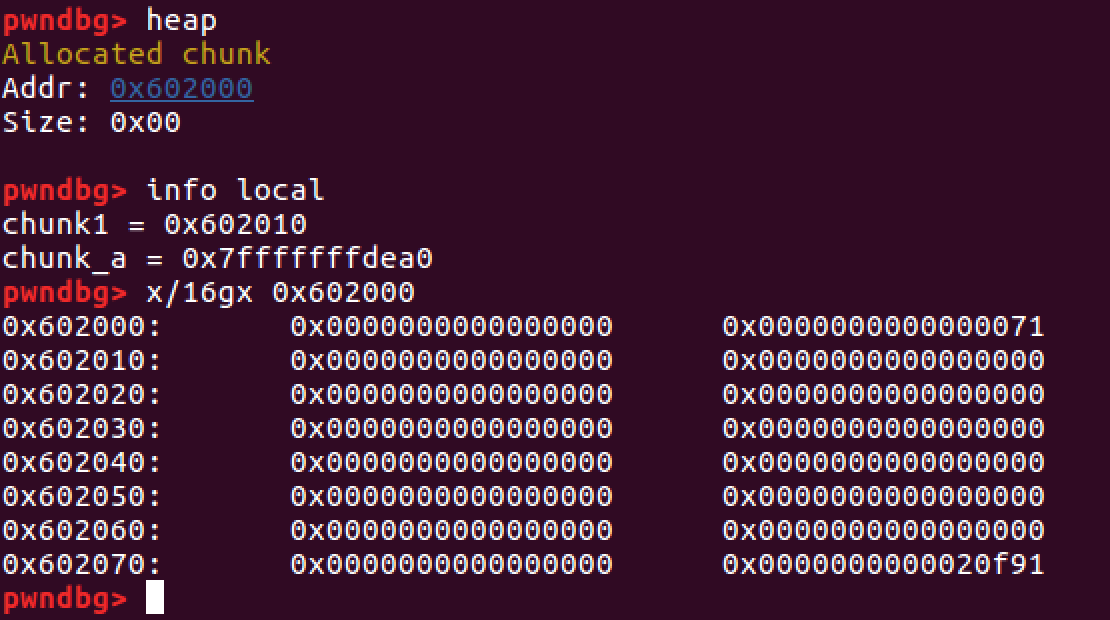 pwndbg> heap
Allocated chunk
Addr: 0x602000
Size: 0x00
pwndbg> info local
chunk1 = 0x602010
chunk_a = 0x7fffffffdea0
pwndbg> x/16gx 0x602000
0x602000: 0x0000000000000000 0x0000000000000071
0x602010: 0x0000000000000000 0x0000000000000000
0x602020: 0x0000000000000000 0x0000000000000000
0x602030: 0x0000000000000000 0x0000000000000000
0x602040: 0x0000000000000000 0x0000000000000000
0x602050: 0x0000000000000000 0x0000000000000000
0x602060: 0x0000000000000000 0x0000000000000000
0x602070: 0x0000000000000000 0x0000000000020f91
pwndbg>